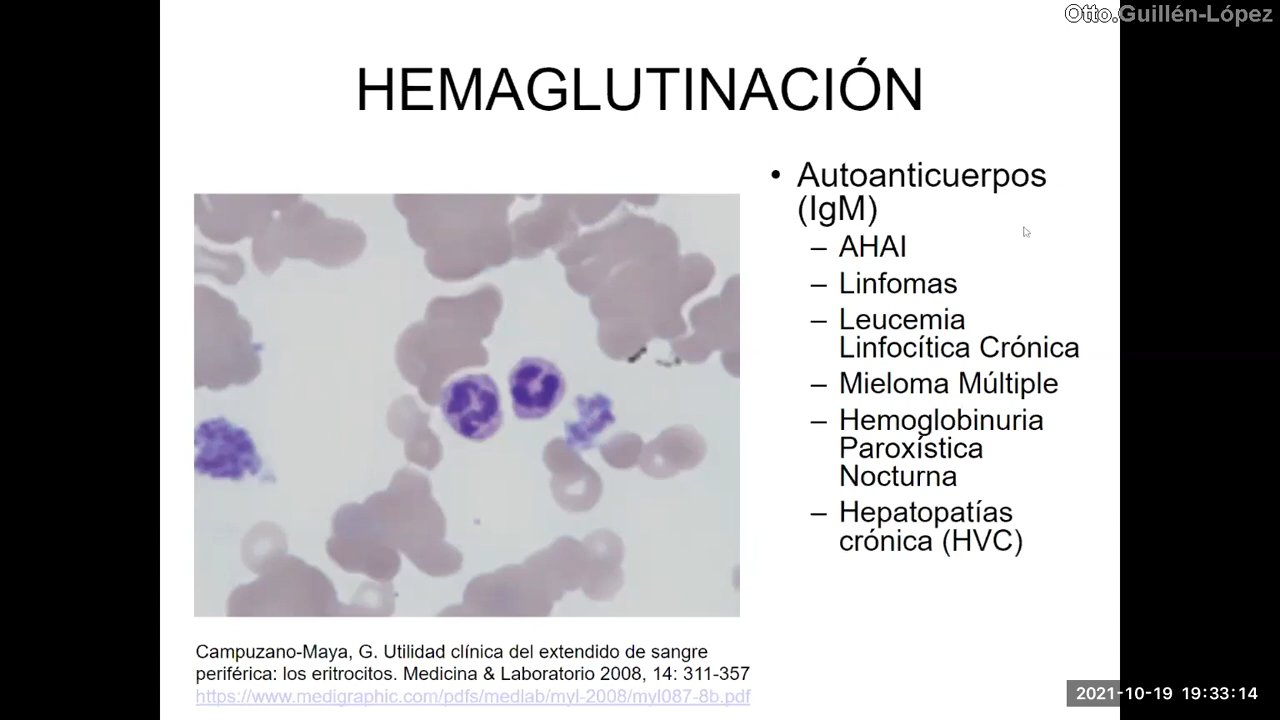 Otto.Guillén-López
HEMAGLUTINACIÓN
• Autoanticuerpos
(IgM)
– AHAI
– Linfomas
– Leucemia
Linfocítica Crónica
– Mieloma Múltiple
– Hemoglobinuria
Paroxística
Nocturna
– Hepatopatías
crónica (HVC)
Campuzano-Maya, G. Utilidad clínica del extendido de sangre
periférica: los eritrocitos. Medicina & Laboratorio 2008, 14: 311-357
https://www.medigraphic.com/pdfs/medlab/myl-2008/myl087-8b.pdf
2021-10-19 19:33:14